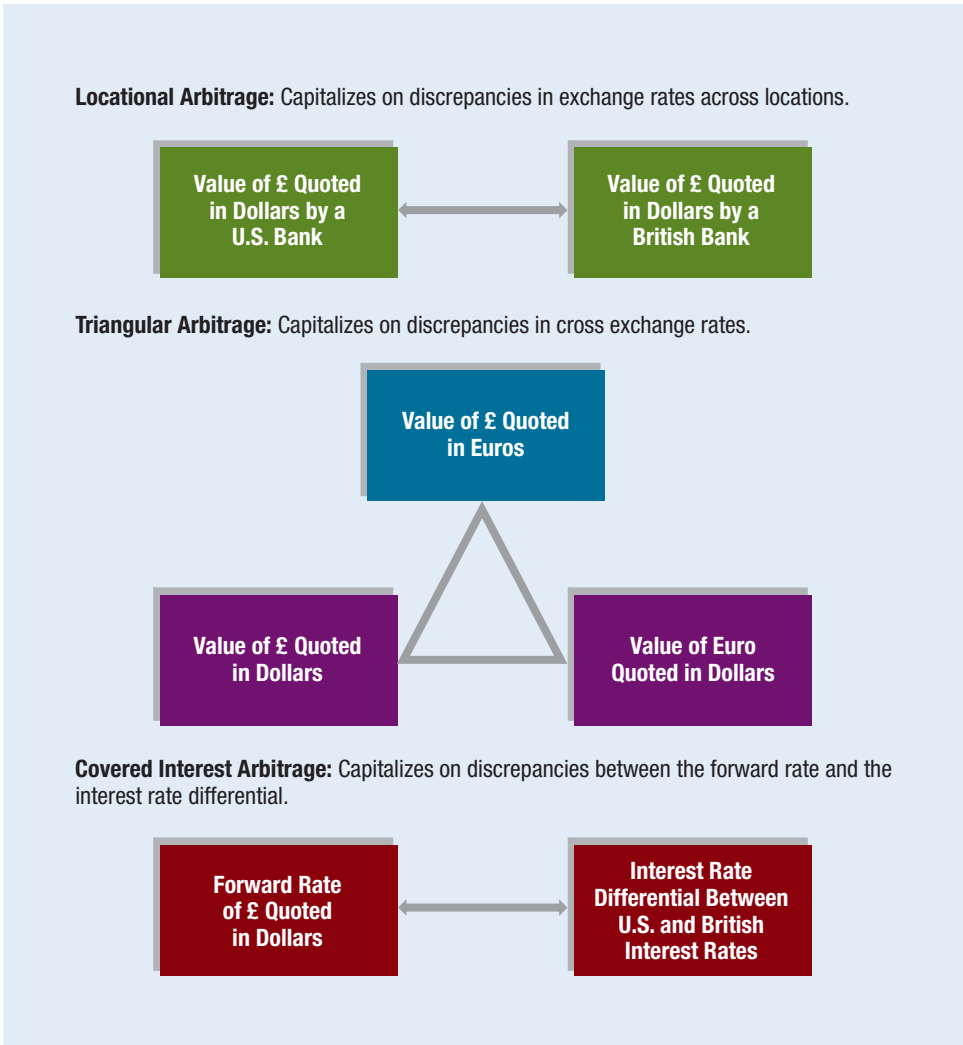 Locational Arbitrage: Capitalizes on discrepancies in exchange rates across locations.
Value of £ Quoted
in Dollars by a
U.S. Bank
Value of £ Quoted
in Dollars by a
British Bank
Triangular Arbitrage: Capitalizes on discrepancies in cross exchange rates.
Value of £ Quoted
in Euros
Value of £ Quoted
in Dollars
Value of Euro
Quoted in Dollars
Covered Interest Arbitrage: Capitalizes on discrepancies between the forward rate and the
interest rate differential.
Forward Rate
of £ Quoted
in Dollars
Interest Rate
Differential Between
U.S. and British
Interest Rates